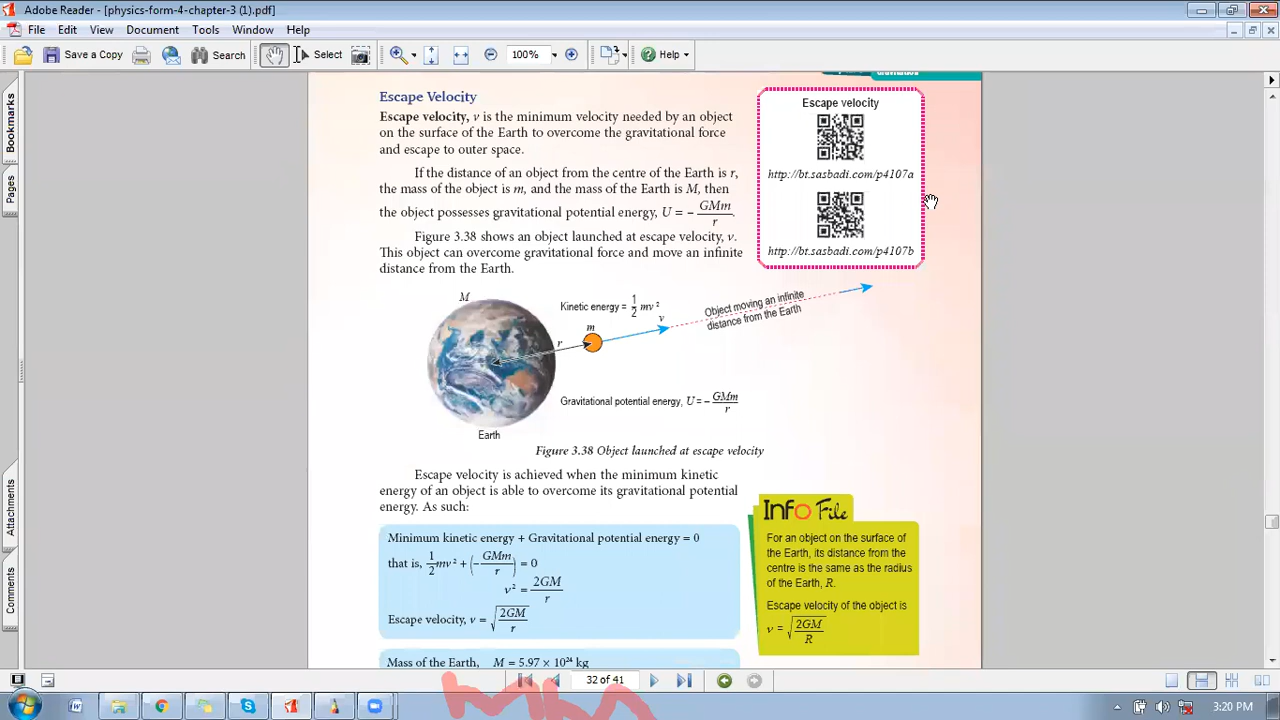 Adobe Reader - [physics-form-4-chapter-3 (1).pdf]
File Edit View Document Tools Window Help
Save a Copy Search Select 100% Help
Bookmarks
Pages
Attachments
Comments
Gravitation
Escape Velocity
Escape velocity, v is the minimum velocity needed by an object
on the surface of the Earth to overcome the gravitational force
and escape to outer space.
If the distance of an object from the centre of the Earth is r,
the mass of the object is m, and the mass of the Earth is M, then
the object possesses gravitational potential energy, U = – GMm/r.
Figure 3.38 shows an object launched at escape velocity, v.
This object can overcome gravitational force and move an infinite
distance from the Earth.
Escape velocity
http://bt.sasbadi.com/p4107a
http://bt.sasbadi.com/p4107b
M
Kinetic energy = 1/2 mv²
v
m
r
Object moving an infinite
distance from the Earth
Gravitational potential energy, U = – GMm/r
Earth
Figure 3.38 Object launched at escape velocity
Escape velocity is achieved when the minimum kinetic
energy of an object is able to overcome its gravitational potential
energy. As such:
Minimum kinetic energy + Gravitational potential energy = 0
that is, 1/2 mv² + (– GMm/r) = 0
v² = 2GM/r
Escape velocity, v = √(2GM/r)
Mass of the Earth, M = 5.97 × 10²⁴ kg
Info File
For an object on the surface of
the Earth, its distance from the
centre is the same as the radius
of the Earth, R.
Escape velocity of the object is
v = √(2GM/R)
32 of 41
3:20 PM